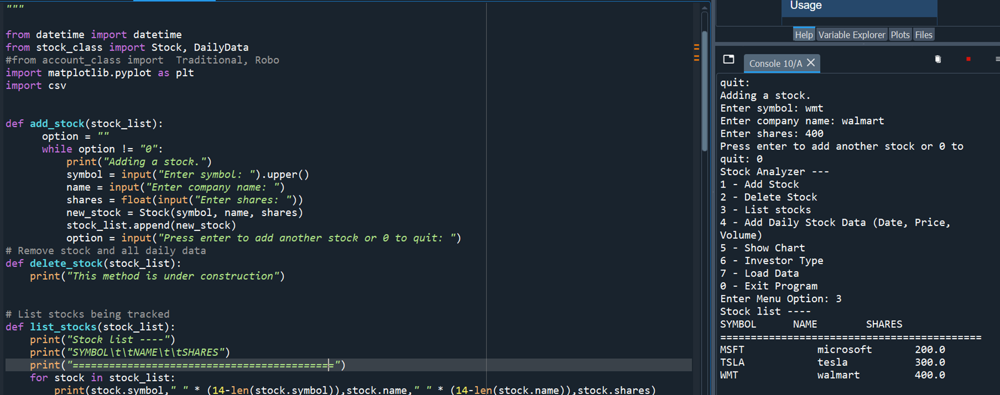 """
from datetime import datetime
from stock_class import Stock, DailyData
#from account_class import  Traditional, Robo
import matplotlib.pyplot as plt
import csv
def add_stock(stock_list):
      option = ""
      while option != "0":
          print("Adding a stock.")
          symbol = input("Enter symbol: ").upper()
          name = input("Enter company name: ")
          shares = float(input("Enter shares: "))
          new_stock = Stock(symbol, name, shares)
          stock_list.append(new_stock)
          option = input("Press enter to add another stock or 0 to quit: ")
# Remove stock and all daily data
def delete_stock(stock_list):
    print("This method is under construction")
# List stocks being tracked
def list_stocks(stock_list):
    print("Stock list ----")
    print("SYMBOL\t\tNAME\t\tSHARES")
    print("===========================================")
    for stock in stock_list:
        print(stock.symbol," " * (14-len(stock.symbol)),stock.name," " * (14-len(stock.name)),stock.shares)
Usage
Help Variable Explorer Plots Files
Console 10/A
quit:
Adding a stock.
Enter symbol: wmt
Enter company name: walmart
Enter shares: 400
Press enter to add another stock or 0 to
quit: 0
Stock Analyzer ---
1 - Add Stock
2 - Delete Stock
3 - List stocks
4 - Add Daily Stock Data (Date, Price,
Volume)
5 - Show Chart
6 - Investor Type
7 - Load Data
0 - Exit Program
Enter Menu Option: 3
Stock list ----
SYMBOL      NAME        SHARES
===========================================
MSFT            microsoft       200.0
TSLA            tesla           300.0
WMT             walmart         400.0